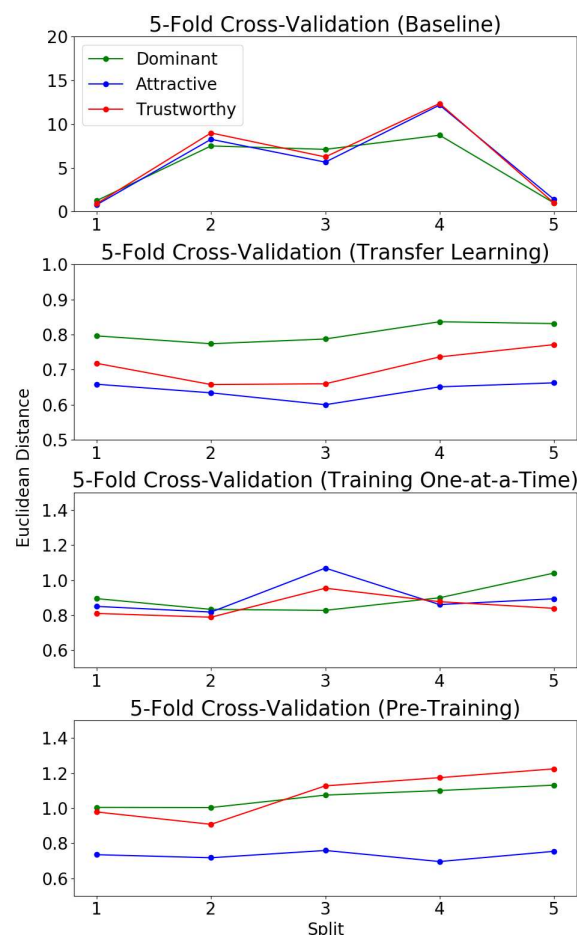 5-Fold Cross-Validation (Baseline)
20
15
10
5
0
Dominant
Attractive
Trustworthy
1 2 3 4 5
5-Fold Cross-Validation (Transfer Learning)
1.0
0.9
0.8
0.7
0.6
0.5
1 2 3 4 5
Euclidean Distance
5-Fold Cross-Validation (Training One-at-a-Time)
1.4
1.2
1.0
0.8
0.6
1 2 3 4 5
5-Fold Cross-Validation (Pre-Training)
1.4
1.2
1.0
0.8
0.6
1 2 3 4 5
Split